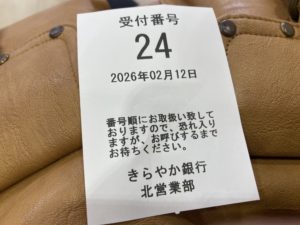 受付番号
24
2026年02月12日
番号順にお取扱い致して
おりますので、恐れ入り
ますが、お呼びするまで
お待ちください。
きらやか銀行
北営業部